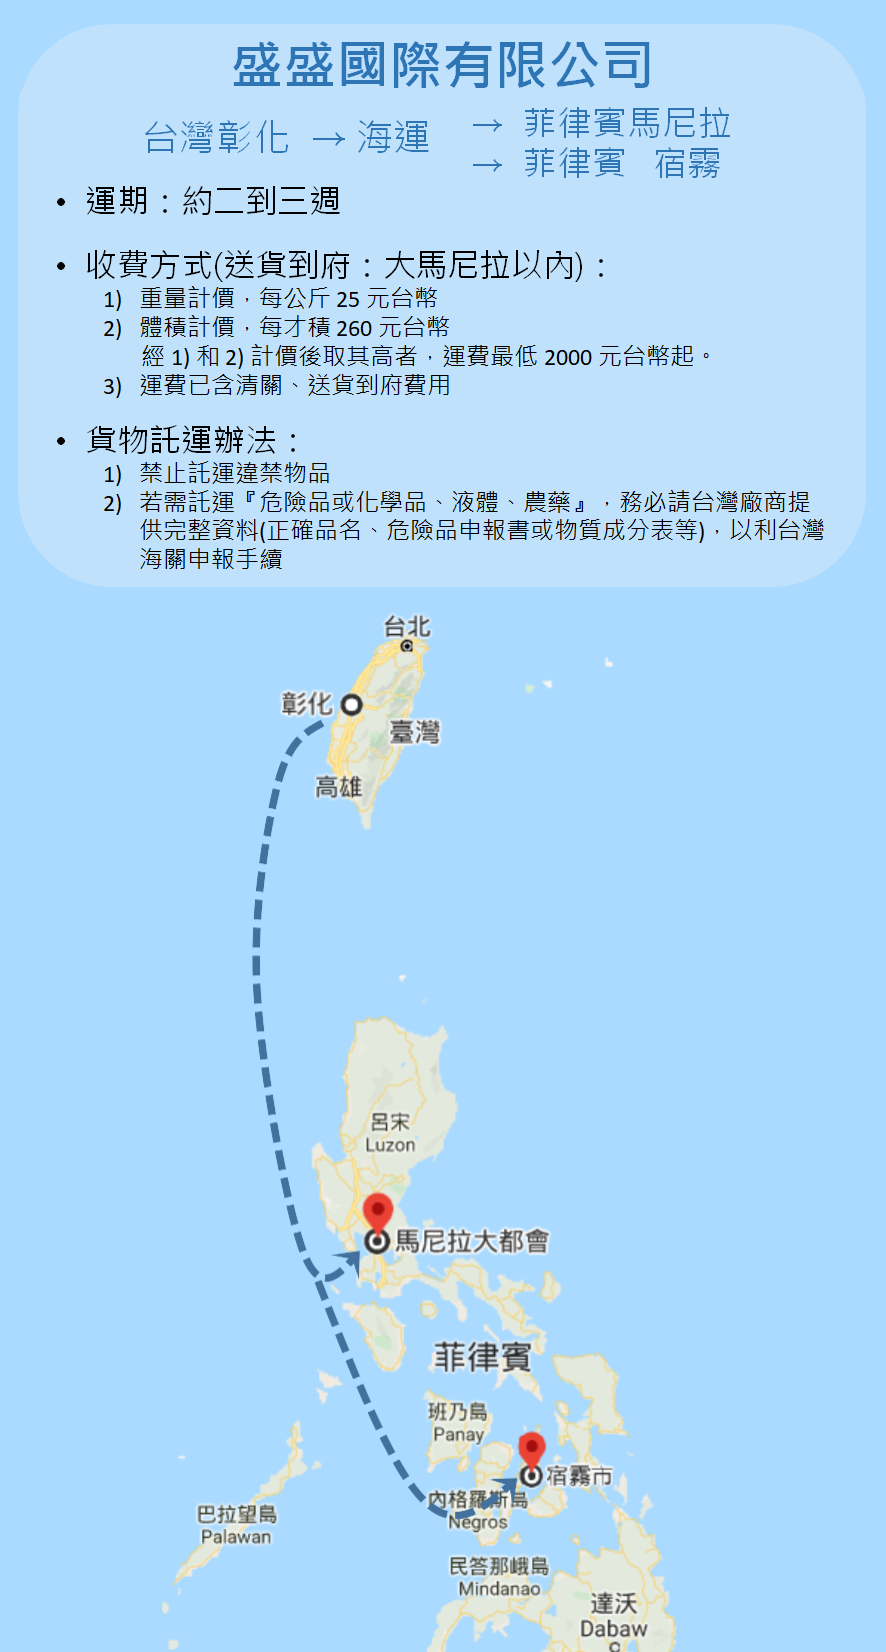 盛盛國際有限公司
台灣彰化 → 海運 → 菲律賓馬尼拉
→ 菲律賓 宿霧
• 運期：約二到三週
• 收費方式(送貨到府：大馬尼拉以內)：
1) 重量計價，每公斤 25 元台幣
2) 體積計價，每才積 260 元台幣
經 1) 和 2) 計價後取其高者，運費最低 2000 元台幣起。
3) 運費已含清關、送貨到府費用
• 貨物託運辦法：
1) 禁止託運違禁物品
2) 若需託運『危險品或化學品、液體、農藥』，務必請台灣廠商提
供完整資料(正確品名、危險品申報書或物質成分表等)，以利台灣
海關申報手續
台北
彰化
臺灣
高雄
呂宋
Luzon
馬尼拉大都會
菲律賓
班乃島
Panay
宿霧市
內格羅斯島
Negros
巴拉望島
Palawan
民答那峨島
Mindanao
達沃
Dabaw